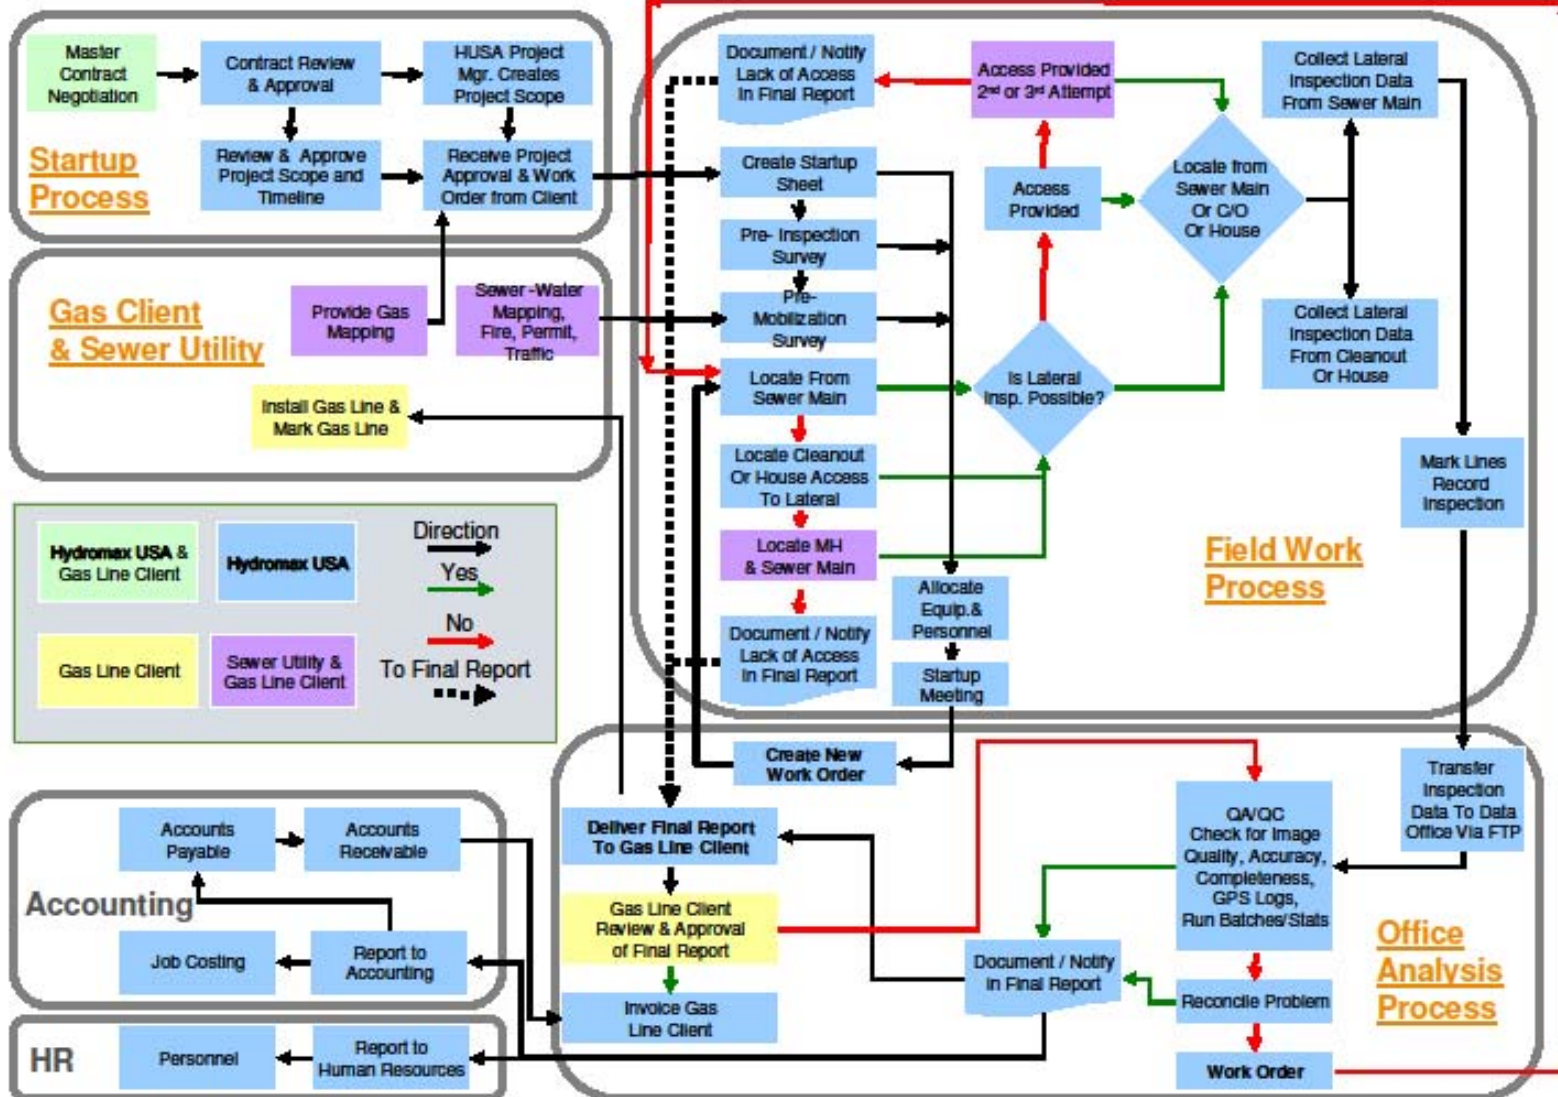 Master
Contract
Negotiation
Contract Review
& Approval
HUSA Project
Mgr. Creates
Project Scope
Startup
Process
Review & Approve
Project Scope and
Timeline
Receive Project
Approval & Work
Order from Client
Gas Client
& Sewer Utility
Provide Gas
Mapping
Sewer -Water
Mapping,
Fire, Permit,
Traffic
Install Gas Line &
Mark Gas Line
Hydromax USA &
Gas Line Client
Hydromax USA
Direction
Yes
No
To Final Report
Gas Line Client
Sewer Utility &
Gas Line Client
Document / Notify
Lack of Access
In Final Report
Access Provided
2nd or 3rd Attempt
Collect Lateral
Inspection Data
From Sewer Main
Create Startup
Sheet
Access
Provided
Locate from
Sewer Main
Or C/O
Or House
Pre- Inspection
Survey
Pre-
Mobilization
Survey
Collect Lateral
Inspection Data
From Cleanout
Or House
Locate From
Sewer Main
Is Lateral
Insp. Possible?
Locate Cleanout
Or House Access
To Lateral
Mark Lines
Record
Inspection
Locate MH
& Sewer Main
Field Work
Process
Allocate
Equip.&
Personnel
Document / Notify
Lack of Access
In Final Report
Startup
Meeting
Create New
Work Order
Transfer
Inspection
Data To Data
Office Via FTP
Deliver Final Report
To Gas Line Client
QA/QC
Check for Image
Quality, Accuracy,
Completeness,
GPS Logs,
Run Batches/Stats
Gas Line Client
Review & Approval
of Final Report
Document / Notify
in Final Report
Reconcile Problem
Office
Analysis
Process
Invoice Gas
Line Client
Work Order
Accounts
Payable
Accounts
Receivable
Accounting
Job Costing
Report to
Accounting
HR
Personnel
Report to
Human Resources